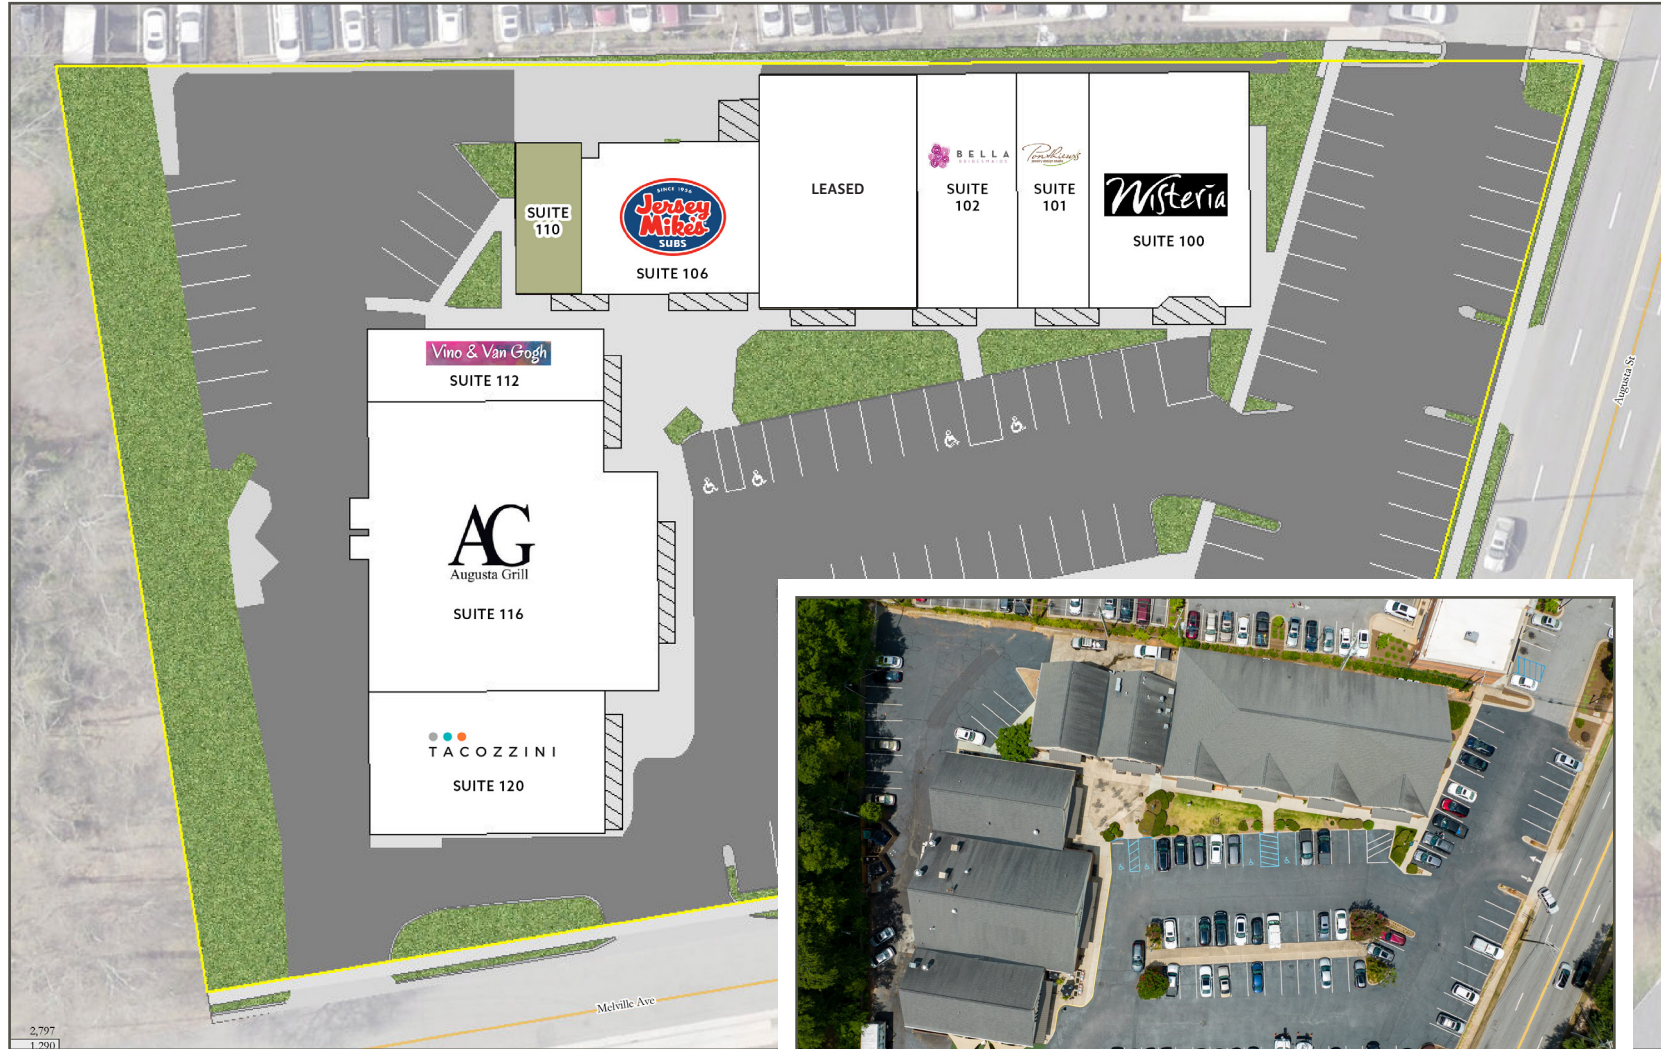 SUITE
110
SINCE 1956
Jersey
Mike's
SUBS
SUITE 106
LEASED
BELLA
BRIDESMAIDS
SUITE
102
SUITE
101
Wisteria
SUITE 100
Vino & Van Gogh
SUITE 112
AG
Augusta Grill
SUITE 116
TACOZZINI
SUITE 120
Augusta St
Melville Ave
2,797
1,290